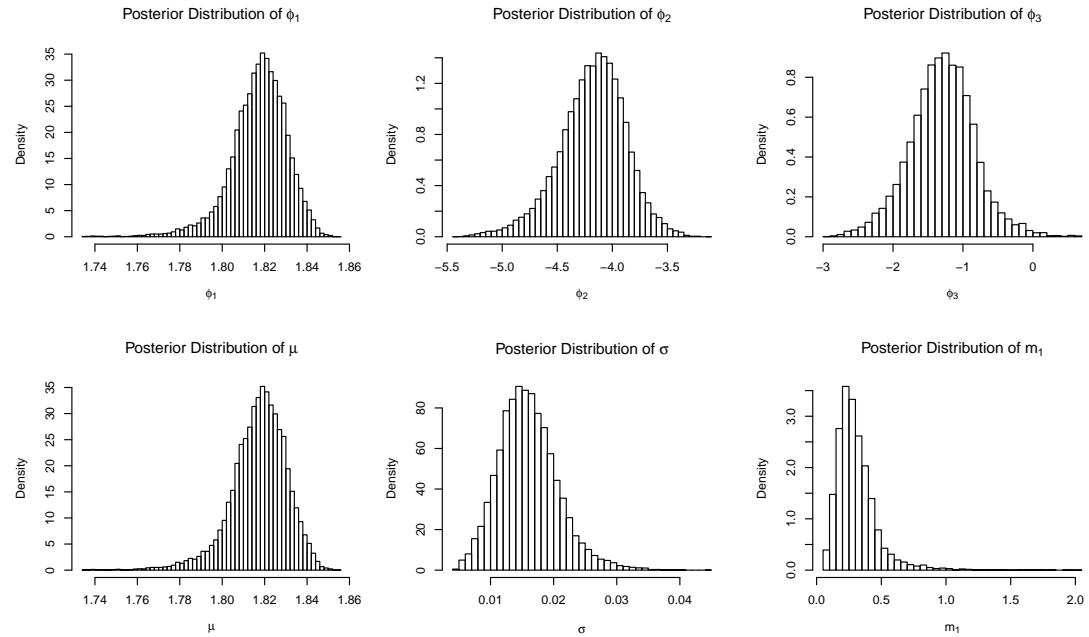 Posterior Distribution of ϕ₁
Density
0 5 10 15 20 25 30 35
1.74 1.76 1.78 1.80 1.82 1.84 1.86
ϕ₁
Posterior Distribution of ϕ₂
Density
0.0 0.4 0.8 1.2
−5.5 −5.0 −4.5 −4.0 −3.5
ϕ₂
Posterior Distribution of ϕ₃
Density
0.0 0.2 0.4 0.6 0.8
−3 −2 −1 0
ϕ₃
Posterior Distribution of μ
Density
0 5 10 15 20 25 30 35
1.74 1.76 1.78 1.80 1.82 1.84 1.86
μ
Posterior Distribution of σ
Density
0 20 40 60 80
0.01 0.02 0.03 0.04
σ
Posterior Distribution of m₁
Density
0.0 1.0 2.0 3.0
0.0 0.5 1.0 1.5 2.0
m₁